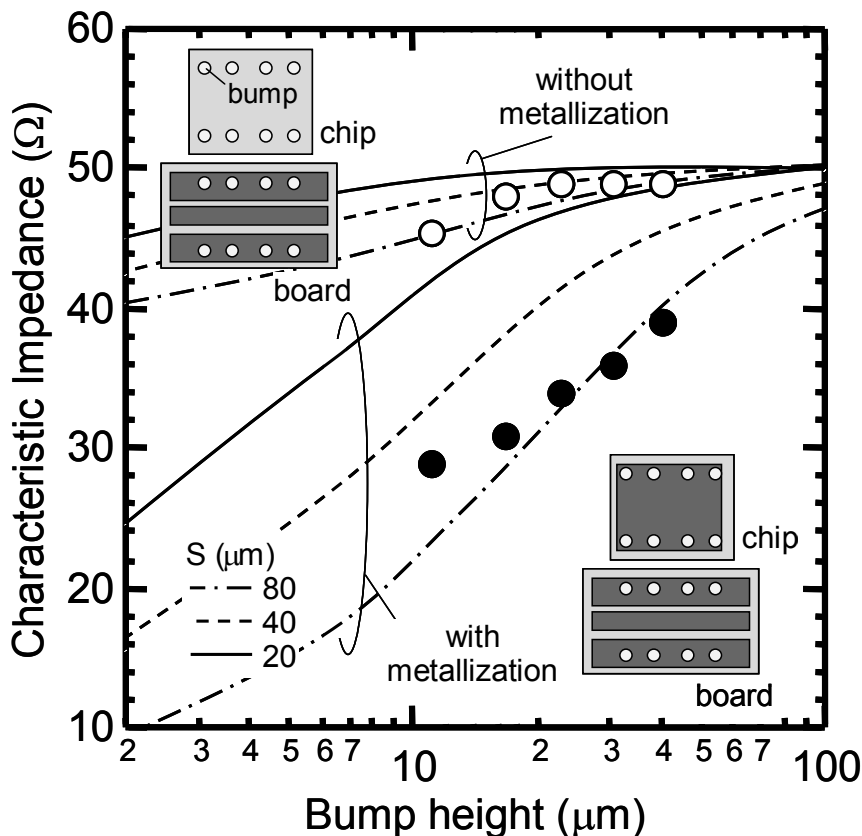 60
50
40
30
20
10
Characteristic Impedance (Ω)
bump
chip
board
without
metallization
S (μm)
80
40
20
with
metallization
chip
board
2 3 4 5 6 7 10 2 3 4 5 6 7 100
Bump height (μm)